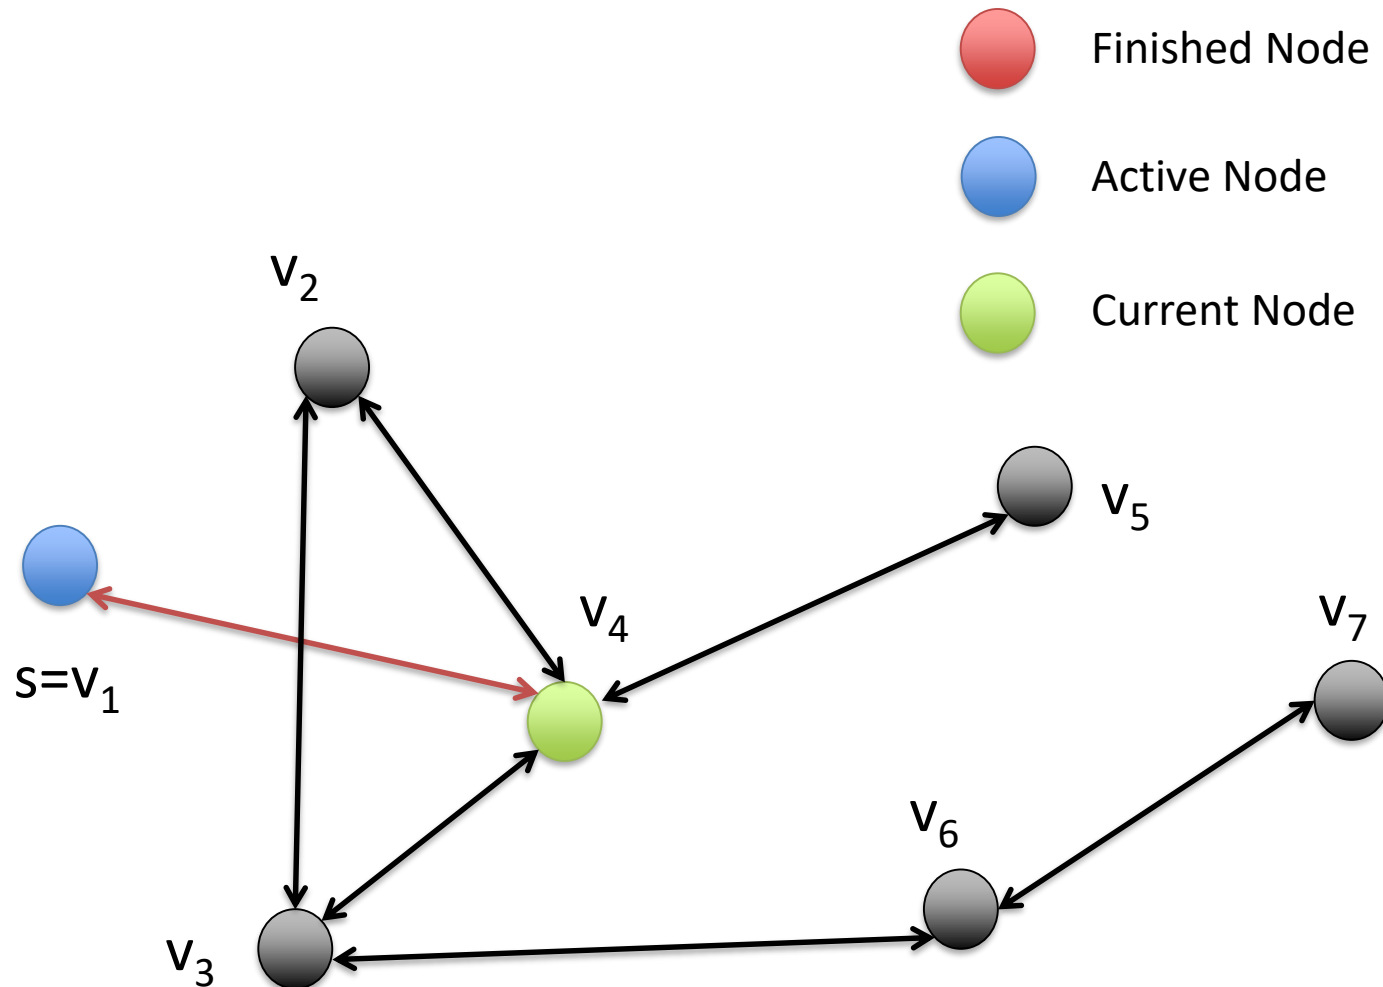 Finished Node
Active Node
Current Node
v₂
v₅
v₄
v₇
s=v₁
v₆
v₃